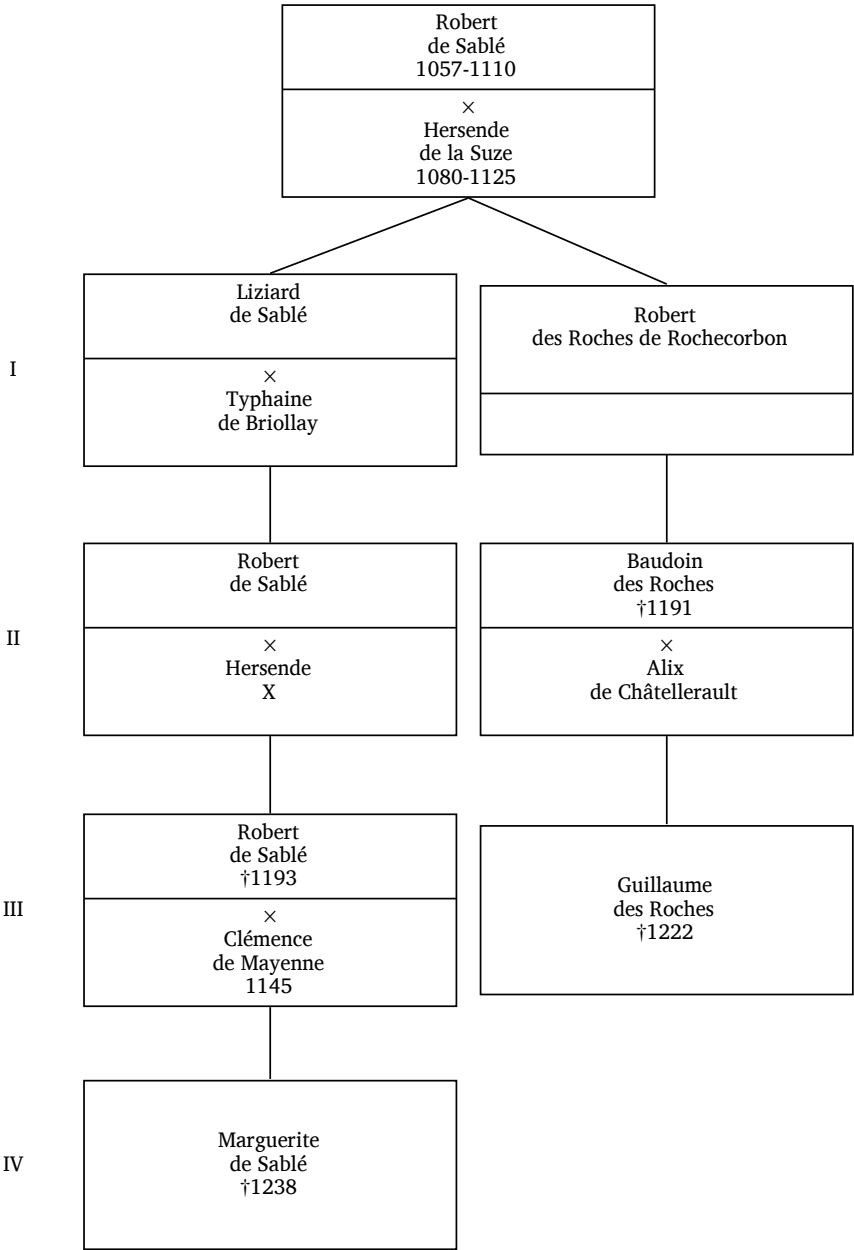 Robert
de Sablé
1057-1110
×
Hersende
de la Suze
1080-1125
I
Liziard
de Sablé
×
Typhaine
de Briollay
Robert
des Roches de Rochecorbon
II
Robert
de Sablé
×
Hersende
X
Baudoin
des Roches
†1191
×
Alix
de Châtellerault
III
Robert
de Sablé
†1193
×
Clémence
de Mayenne
1145
Guillaume
des Roches
†1222
IV
Marguerite
de Sablé
†1238